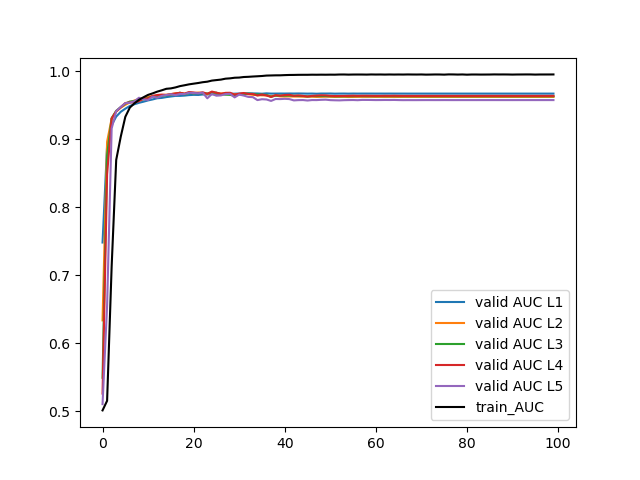 1.0
0.9
0.8
0.7
0.6
0.5
0
20
40
60
80
100
valid AUC L1
valid AUC L2
valid AUC L3
valid AUC L4
valid AUC L5
train_AUC